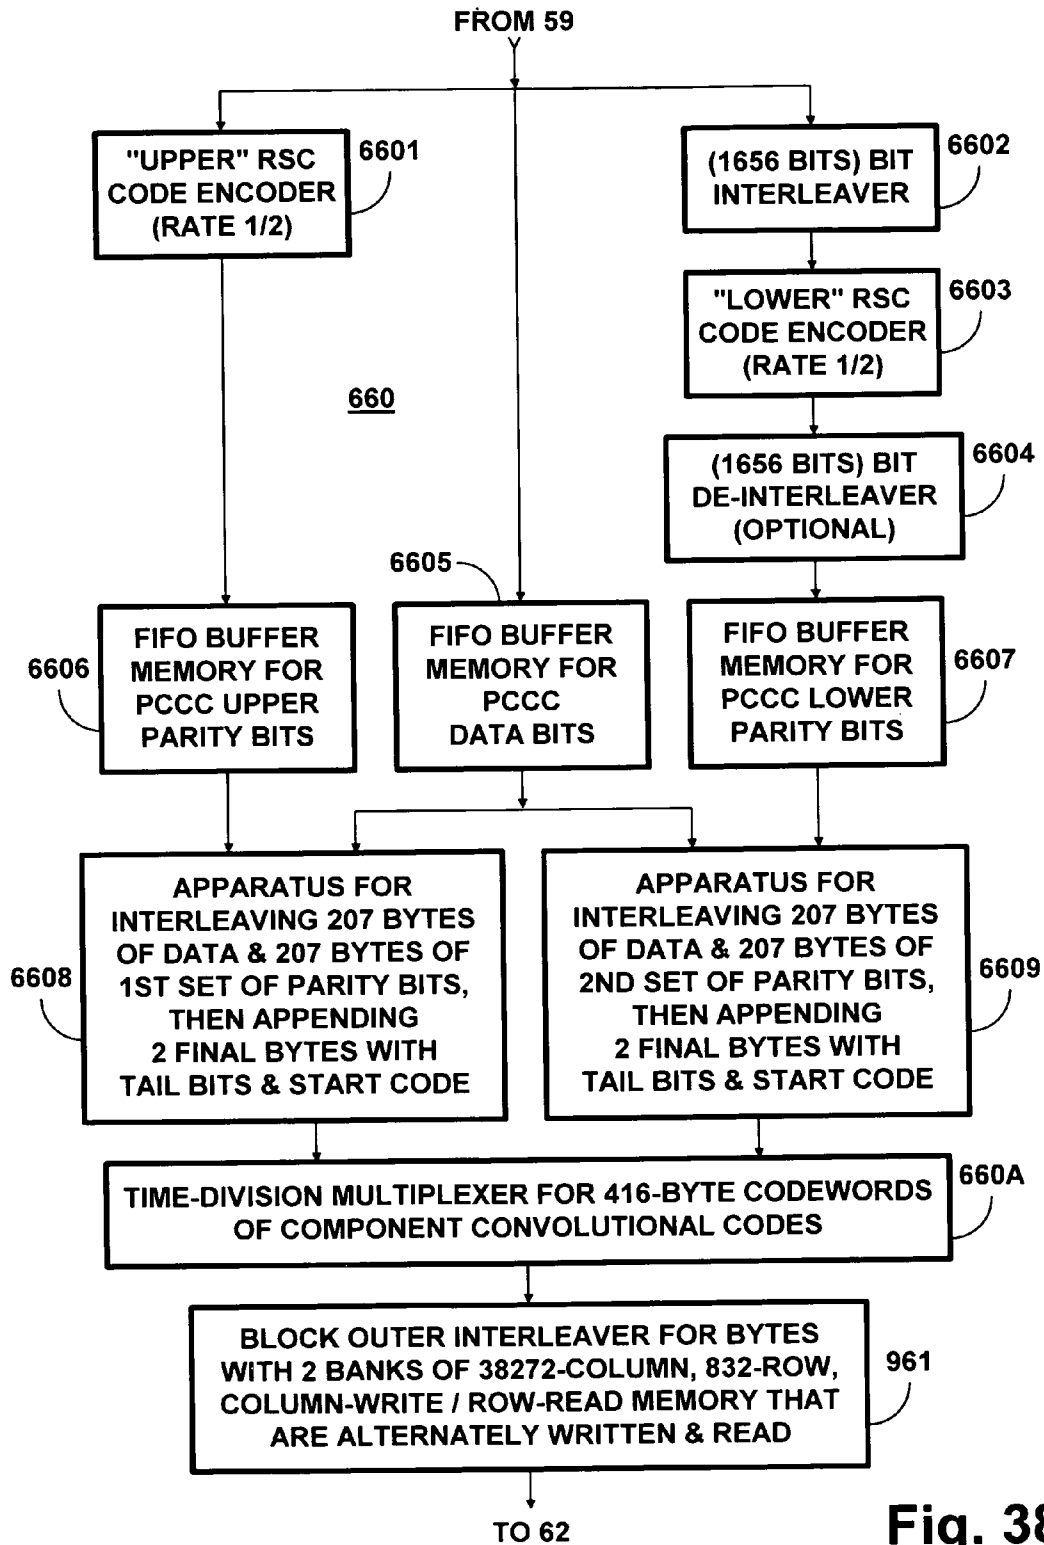 FROM 59
"UPPER" RSC
CODE ENCODER
(RATE 1/2)
6601
(1656 BITS) BIT
INTERLEAVER
6602
"LOWER" RSC
CODE ENCODER
(RATE 1/2)
6603
660
(1656 BITS) BIT
DE-INTERLEAVER
(OPTIONAL)
6604
6605
FIFO BUFFER
MEMORY FOR
PCCC UPPER
PARITY BITS
6606
FIFO BUFFER
MEMORY FOR
PCCC
DATA BITS
FIFO BUFFER
MEMORY FOR
PCCC LOWER
PARITY BITS
6607
APPARATUS FOR
INTERLEAVING 207 BYTES
OF DATA & 207 BYTES OF
1ST SET OF PARITY BITS,
THEN APPENDING
2 FINAL BYTES WITH
TAIL BITS & START CODE
6608
APPARATUS FOR
INTERLEAVING 207 BYTES
OF DATA & 207 BYTES OF
2ND SET OF PARITY BITS,
THEN APPENDING
2 FINAL BYTES WITH
TAIL BITS & START CODE
6609
TIME-DIVISION MULTIPLEXER FOR 416-BYTE CODEWORDS
OF COMPONENT CONVOLUTIONAL CODES
660A
BLOCK OUTER INTERLEAVER FOR BYTES
WITH 2 BANKS OF 38272-COLUMN, 832-ROW,
COLUMN-WRITE / ROW-READ MEMORY THAT
ARE ALTERNATELY WRITTEN & READ
961
TO 62
Fig. 38